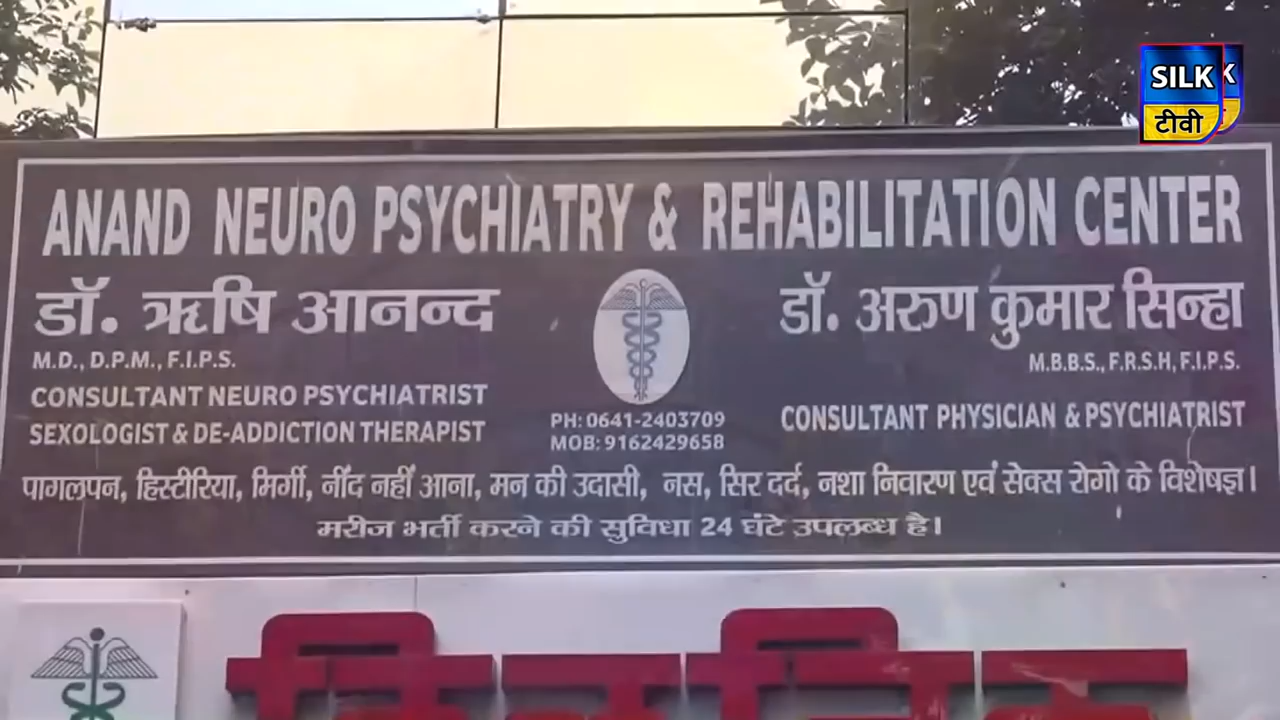 SILK
टीवी
ANAND NEURO PSYCHIATRY & REHABILITATION CENTER
डॉ. ऋषि आनन्द
M.D., D.P.M., F.I.P.S.
CONSULTANT NEURO PSYCHIATRIST
SEXOLOGIST & DE-ADDICTION THERAPIST
PH: 0641-2403709
MOB: 9162429658
डॉ. अरुण कुमार सिन्हा
M.B.B.S., F.R.S.H, F.I.P.S.
CONSULTANT PHYSICIAN & PSYCHIATRIST
पागलपन, हिस्टीरिया, मिर्गी, नींद नहीं आना, मन की उदासी, नस, सिर दर्द, नशा निवारण एवं सेक्स रोगो के विशेषज्ञ।
मरीज भर्ती करने की सुविधा 24 घंटे उपलब्ध है।